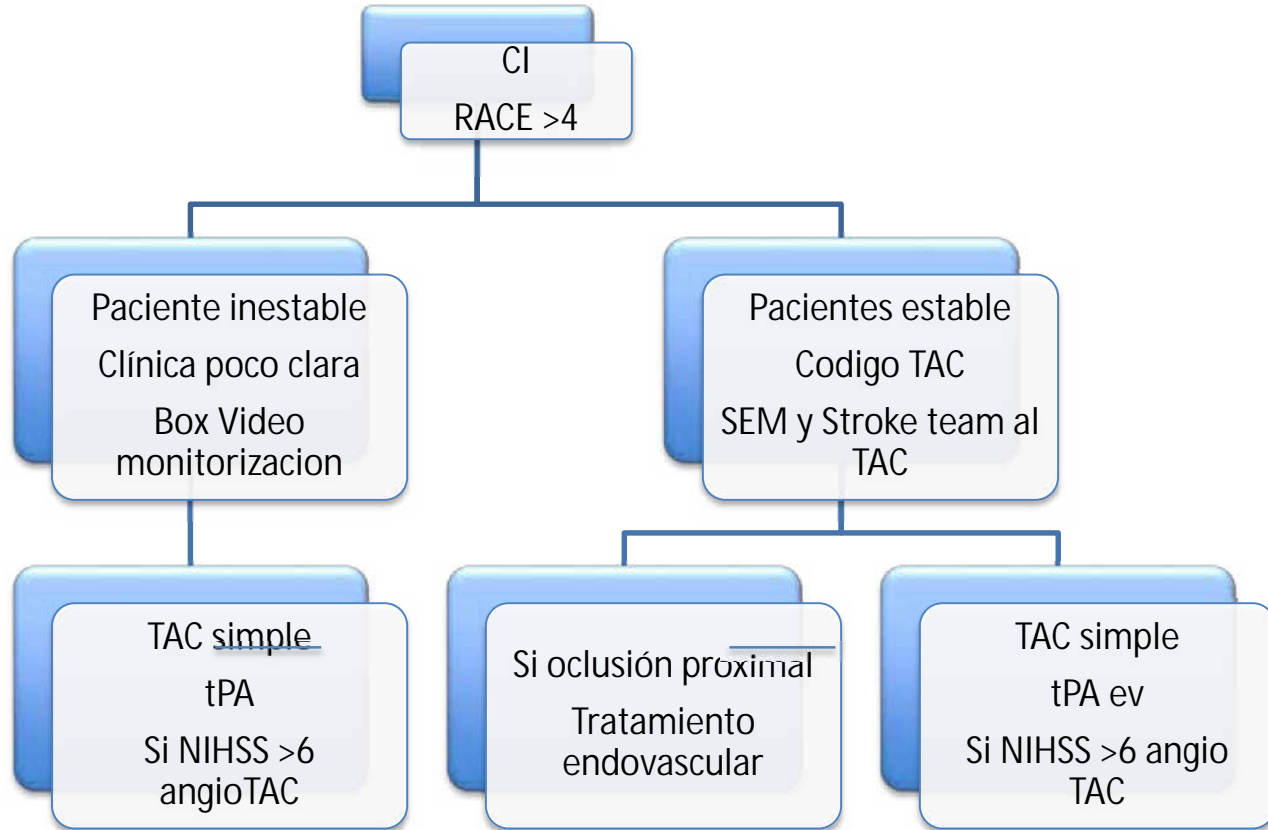 CI
RACE >4
Paciente inestable
Clínica poco clara
Box Video
monitorizacion
Pacientes estable
Codigo TAC
SEM y Stroke team al
TAC
TAC simple
tPA
Si NIHSS >6
angioTAC
Si oclusión proximal
Tratamiento
endovascular
TAC simple
tPA ev
Si NIHSS >6 angio
TAC